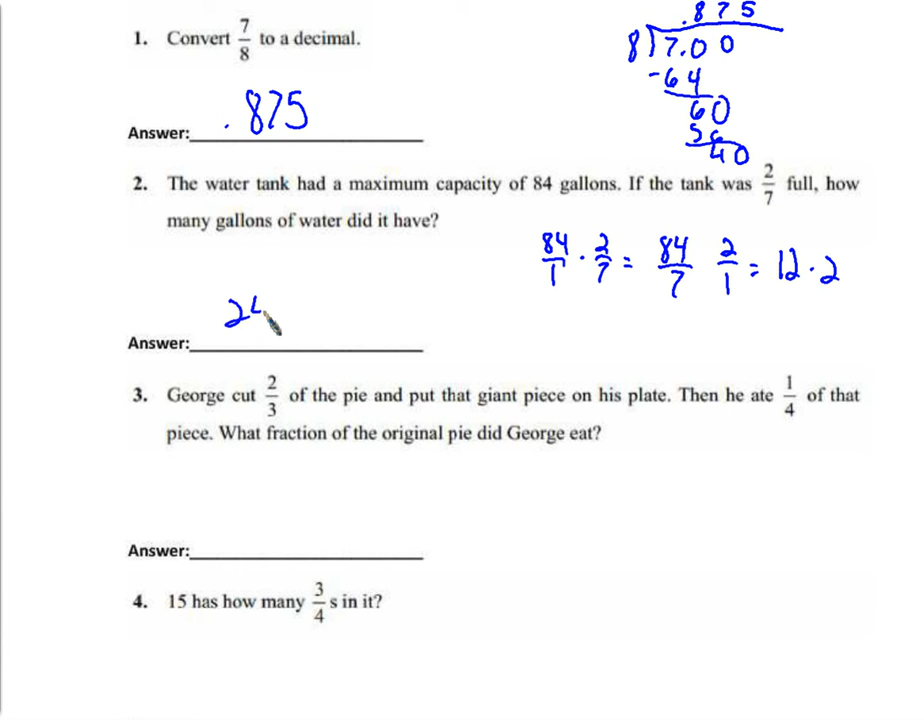 1. Convert 7/8 to a decimal.
.875
8)7.00
-64
60
56
40
Answer: .875
2. The water tank had a maximum capacity of 84 gallons. If the tank was 2/7 full, how
many gallons of water did it have?
84/1 · 2/7 = 84/7 2/1 = 12 · 2
Answer: 24
3. George cut 2/3 of the pie and put that giant piece on his plate. Then he ate 1/4 of that
piece. What fraction of the original pie did George eat?
Answer:
4. 15 has how many 3/4 s in it?